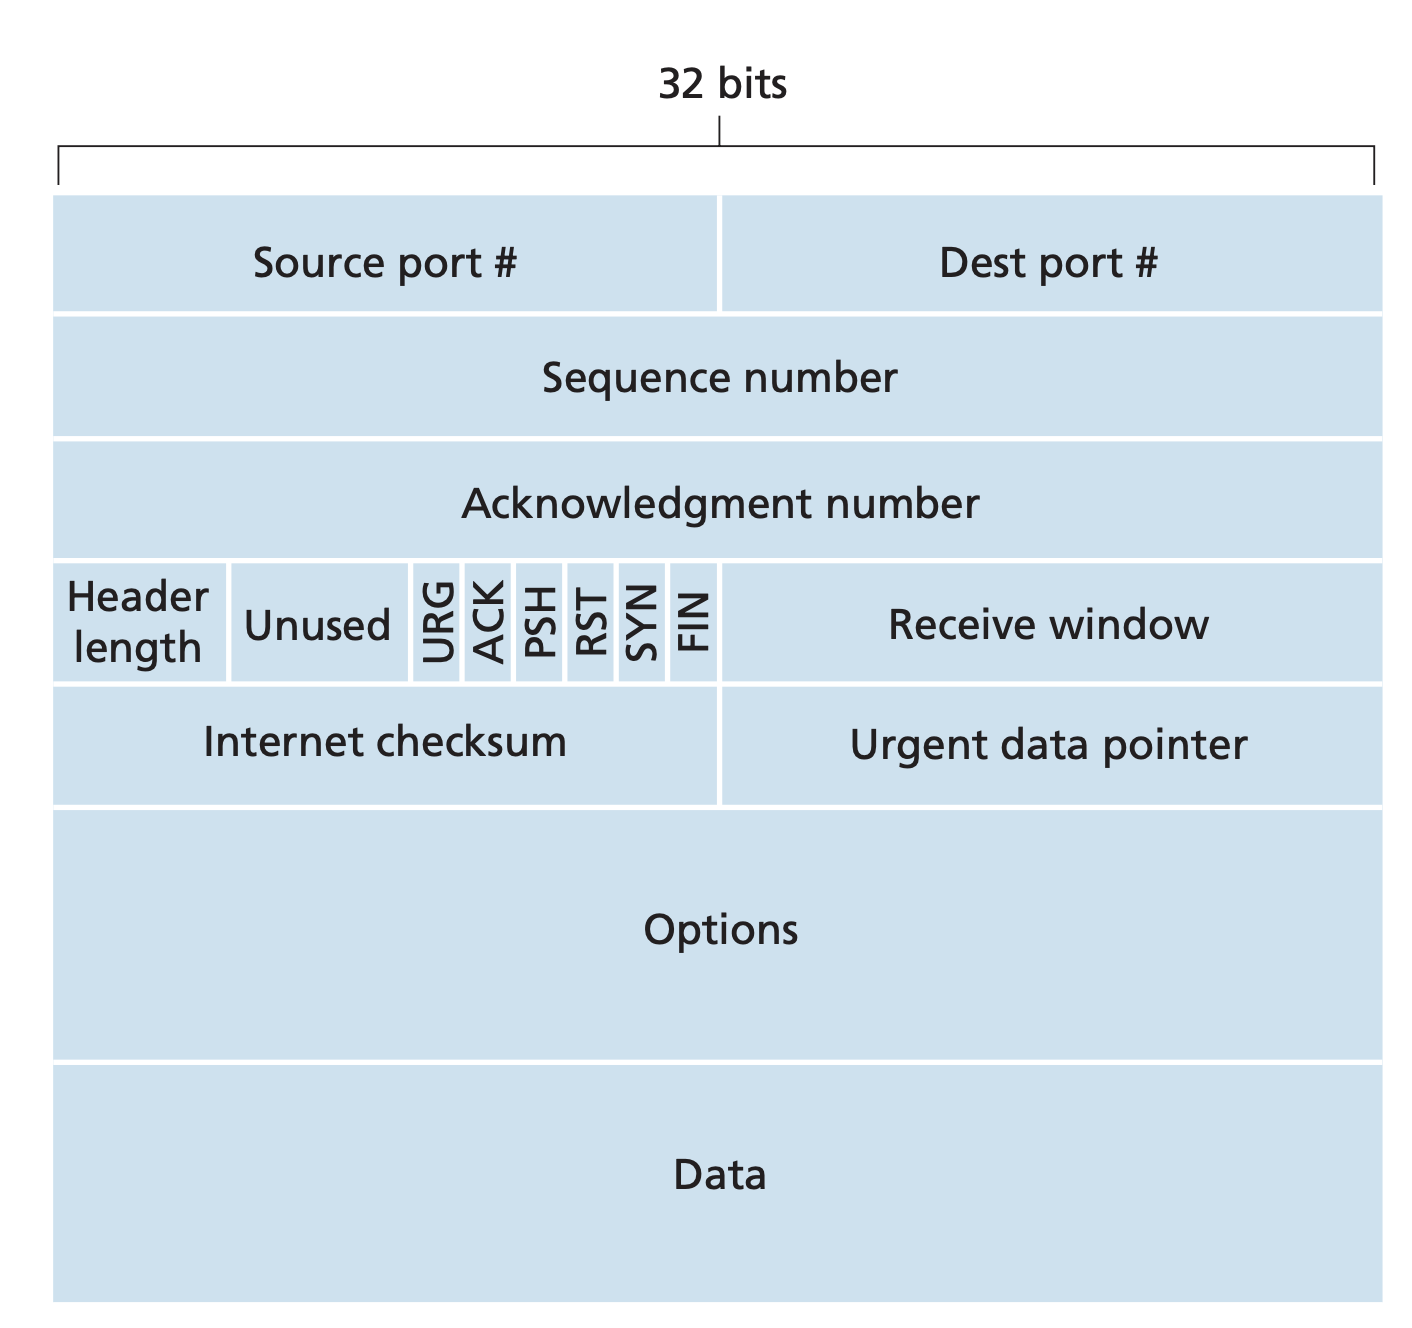 32 bits
Source port #
Dest port #
Sequence number
Acknowledgment number
Header
length
Unused
URG
ACK
PSH
RST
SYN
FIN
Receive window
Internet checksum
Urgent data pointer
Options
Data